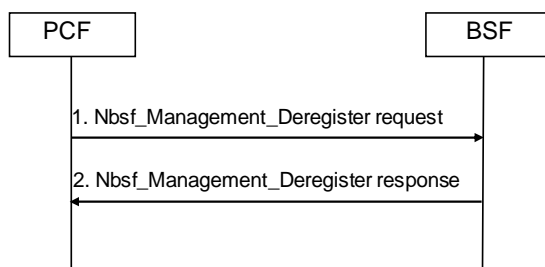 PCF
BSF
1. Nbsf_Management_Deregister request
2. Nbsf_Management_Deregister response